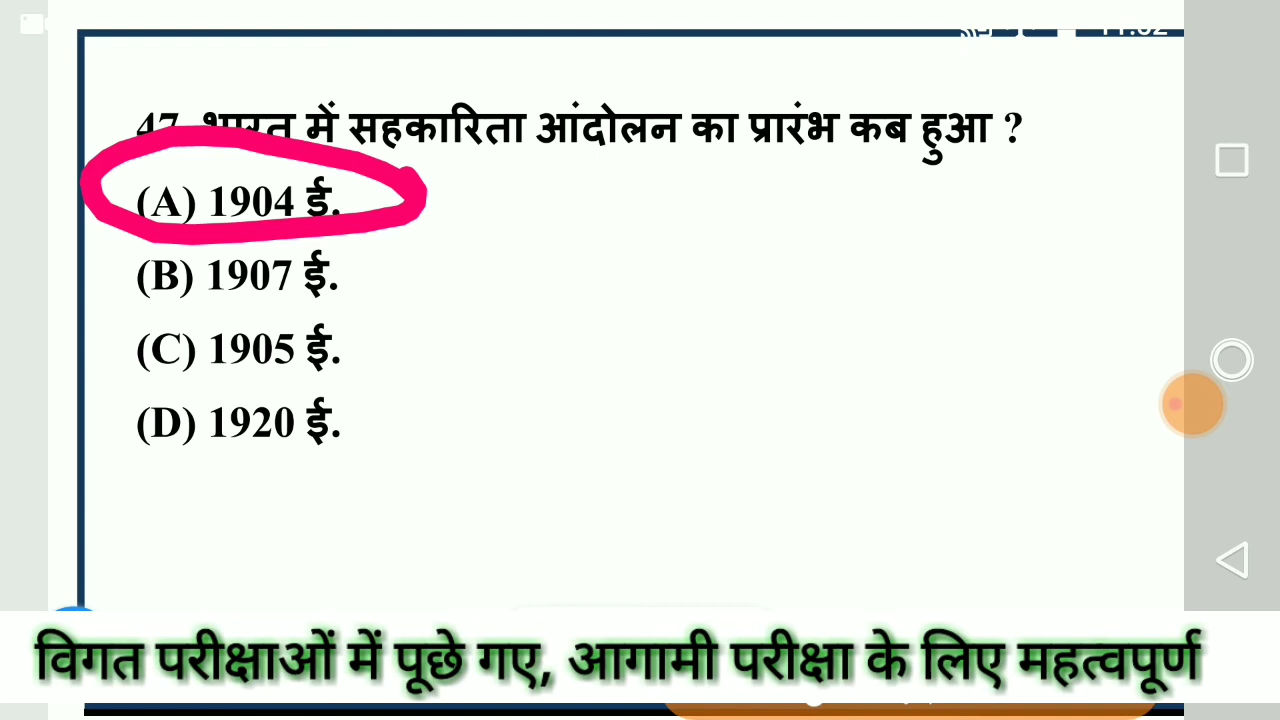 47. भारत में सहकारिता आंदोलन का प्रारंभ कब हुआ ?
(A) 1904 ई.
(B) 1907 ई.
(C) 1905 ई.
(D) 1920 ई.
विगत परीक्षाओं में पूछे गए, आगामी परीक्षा के लिए महत्वपूर्ण